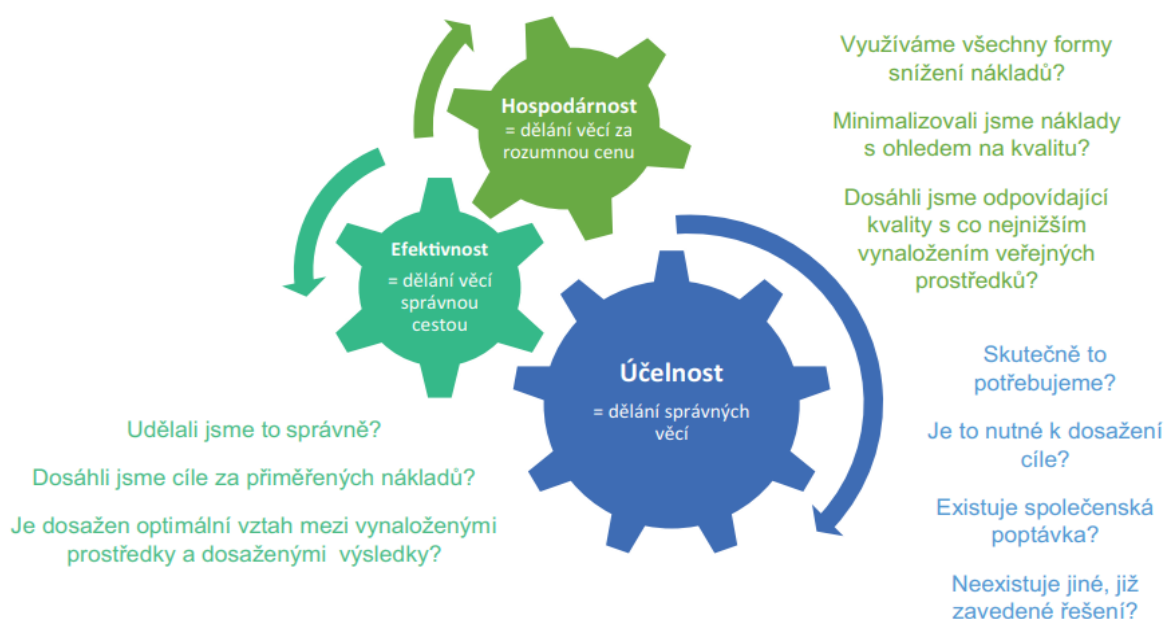 Hospodárnost
= dělání věcí za
rozumnou cenu
Využíváme všechny formy
snížení nákladů?
Minimalizovali jsme náklady
s ohledem na kvalitu?
Dosáhli jsme odpovídající
kvality s co nejnižším
vynaložením veřejných
prostředků?
Efektivnost
= dělání věcí
správnou
cestou
Udělali jsme to správně?
Dosáhli jsme cíle za přiměřených nákladů?
Je dosažen optimální vztah mezi vynaloženými
prostředky a dosaženými výsledky?
Účelnost
= dělání správných
věcí
Skutečně to
potřebujeme?
Je to nutné k dosažení
cíle?
Existuje společenská
poptávka?
Neexistuje jiné, již
zavedené řešení?